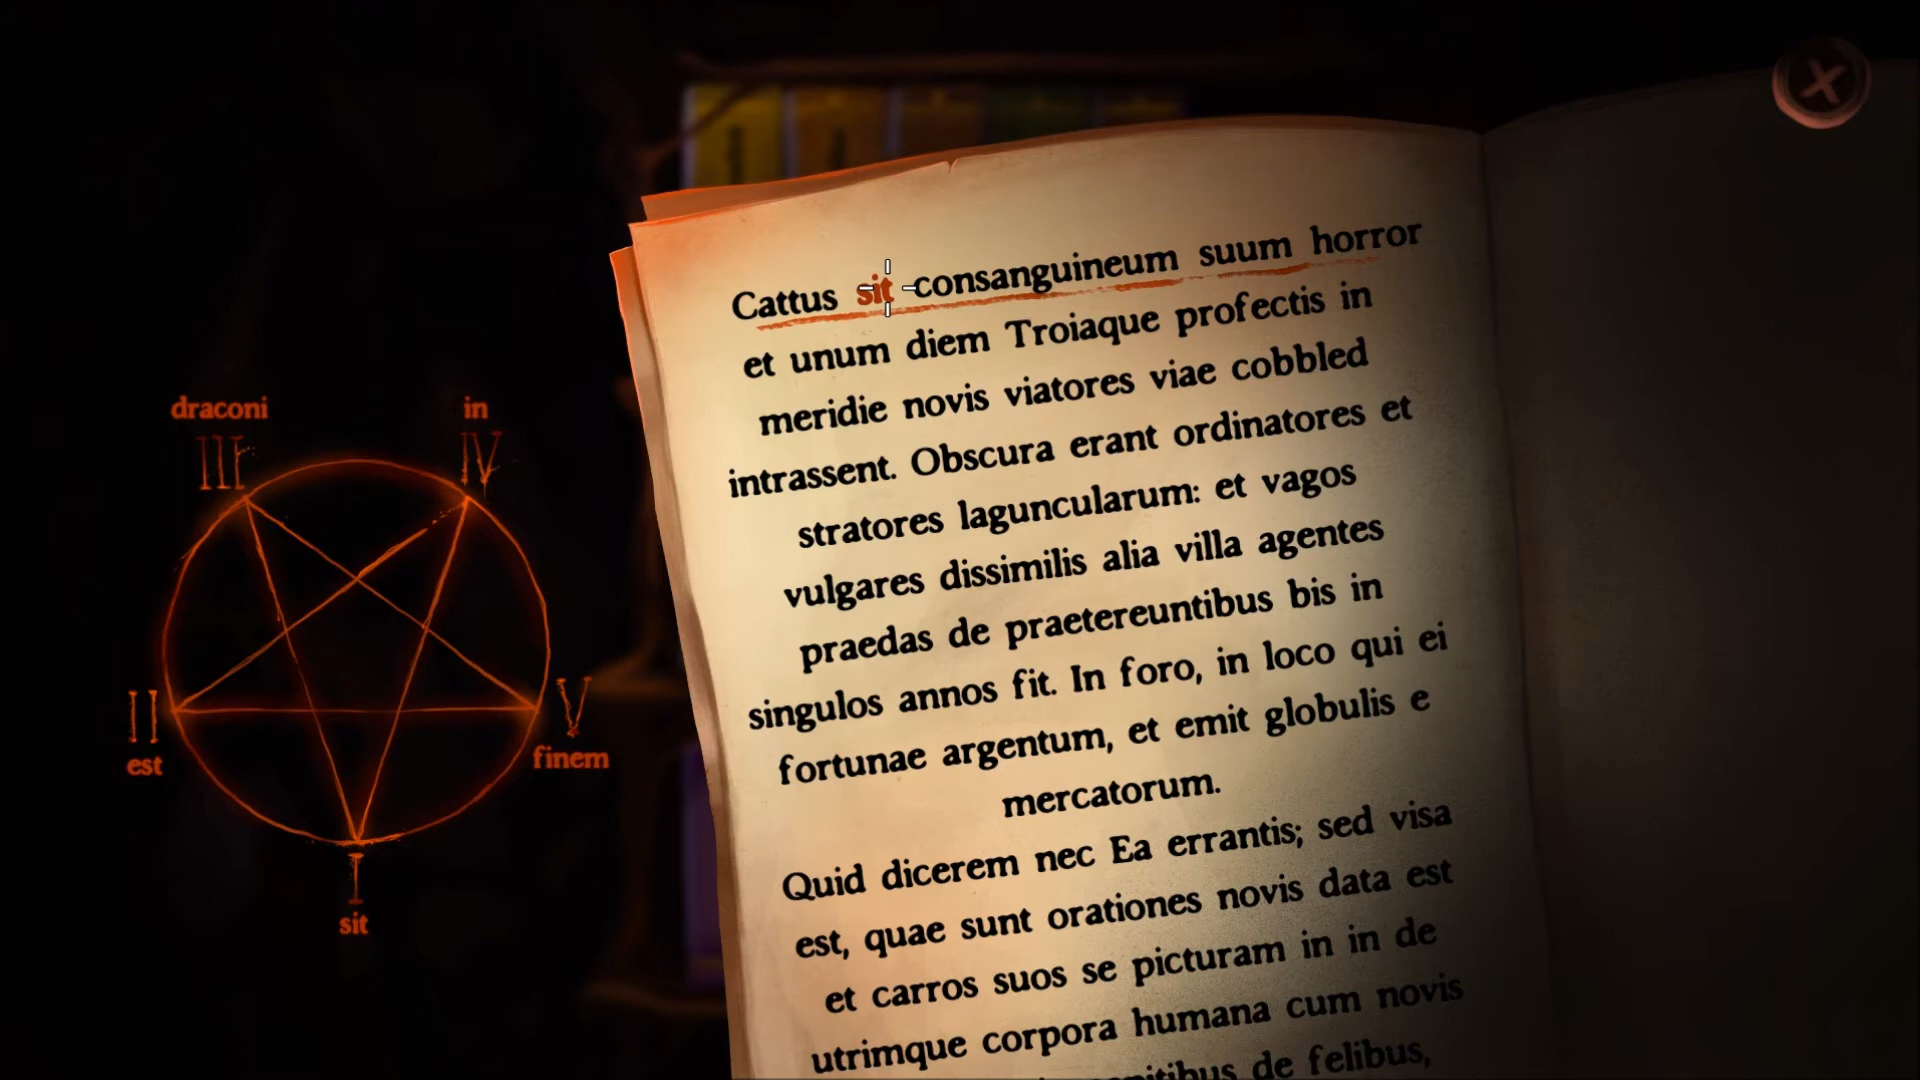 draconi
III
in
IV
II
est
V
finem
I
sit
Cattus sit consanguineum suum horror
et unum diem Troiaque profectis in
meridie novis viatores viae cobbled
intrassent. Obscura erant ordinatores et
stratores laguncularum: et vagos
vulgares dissimilis alia villa agentes
praedas de praetereuntibus bis in
singulos annos fit. In foro, in loco qui ei
fortunae argentum, et emit globulis e
mercatorum.
Quid dicerem nec Ea errantis; sed visa
est, quae sunt orationes novis data est
et carros suos se picturam in in de
utrimque corpora humana cum novis
de felibus,